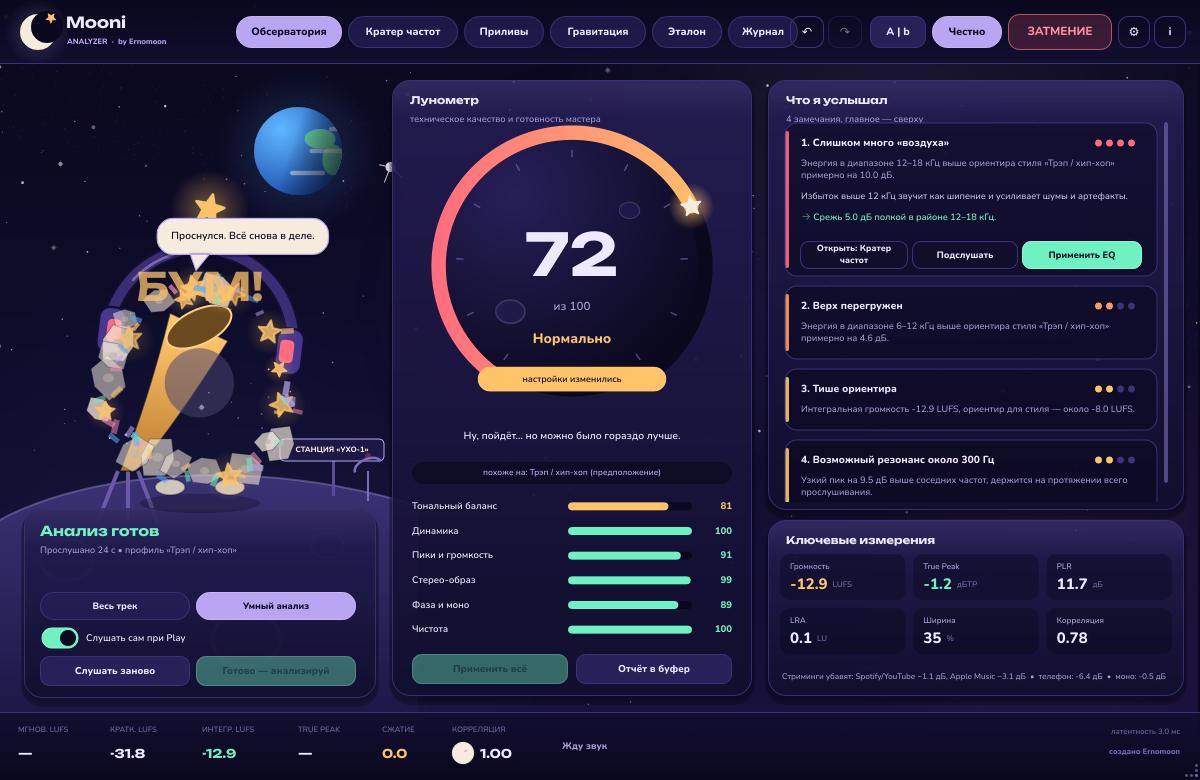 Mooni
ANALYZER · by Ernomoon
Обсерватория
Кратер частот
Приливы
Гравитация
Эталон
Журнал
A | b
Честно
ЗАТМЕНИЕ
i
Проснулся. Всё снова в деле.
БУМ!
СТАНЦИЯ «УХО-1»
Анализ готов
Прослушано 24 с • профиль «Трэп / хип-хоп»
Весь трек
Умный анализ
Слушать сам при Play
Слушать заново
Готово — анализируй
Лунометр
техническое качество и готовность мастера
72
из 100
Нормально
настройки изменились
Ну, пойдёт… но можно было гораздо лучше.
похоже на: Трэп / хип-хоп (предположение)
Тональный баланс 81
Динамика 100
Пики и громкость 91
Стерео-образ 99
Фаза и моно 89
Чистота 100
Применить всё
Отчёт в буфер
Что я услышал
4 замечания, главное — сверху
1. Слишком много «воздуха»
Энергия в диапазоне 12–18 кГц выше ориентира стиля «Трэп / хип-хоп»
примерно на 10.0 дБ.
Избыток выше 12 кГц звучит как шипение и усиливает шумы и артефакты.
→ Срежь 5.0 дБ полкой в районе 12–18 кГц.
Открыть: Кратер
частот
Подслушать
Применить EQ
2. Верх перегружен
Энергия в диапазоне 6–12 кГц выше ориентира стиля «Трэп / хип-хоп»
примерно на 4.6 дБ.
3. Тише ориентира
Интегральная громкость -12.9 LUFS, ориентир для стиля — около -8.0 LUFS.
4. Возможный резонанс около 300 Гц
Узкий пик на 9.5 дБ выше соседних частот, держится на протяжении всего
прослушивания.
Ключевые измерения
Громкость
-12.9 LUFS
True Peak
-1.2 дБТР
PLR
11.7 дБ
LRA
0.1 LU
Ширина
35 %
Корреляция
0.78
Стриминги убавят: Spotify/YouTube −1.1 дБ, Apple Music −3.1 дБ • телефон: -6.4 дБ • моно: -0.5 дБ
МГНОВ. LUFS
—
КРАТК. LUFS
-31.8
ИНТЕГР. LUFS
-12.9
TRUE PEAK
—
СЖАТИЕ
0.0
КОРРЕЛЯЦИЯ
1.00
Жду звук
латентность 3.0 мс
создано Ernomoon